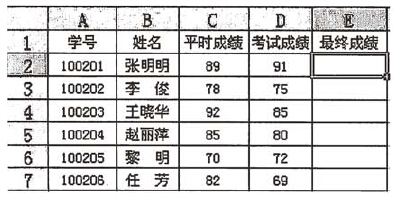 A B C D E
1 学号 姓名 平时成绩 考试成绩 最终成绩
2 100201 张明明 89 91
3 100202 李 俊 78 75
4 100203 王晓华 92 85
5 100204 赵丽萍 85 80
6 100205 黎 明 70 72
7 100206 任 芳 82 69